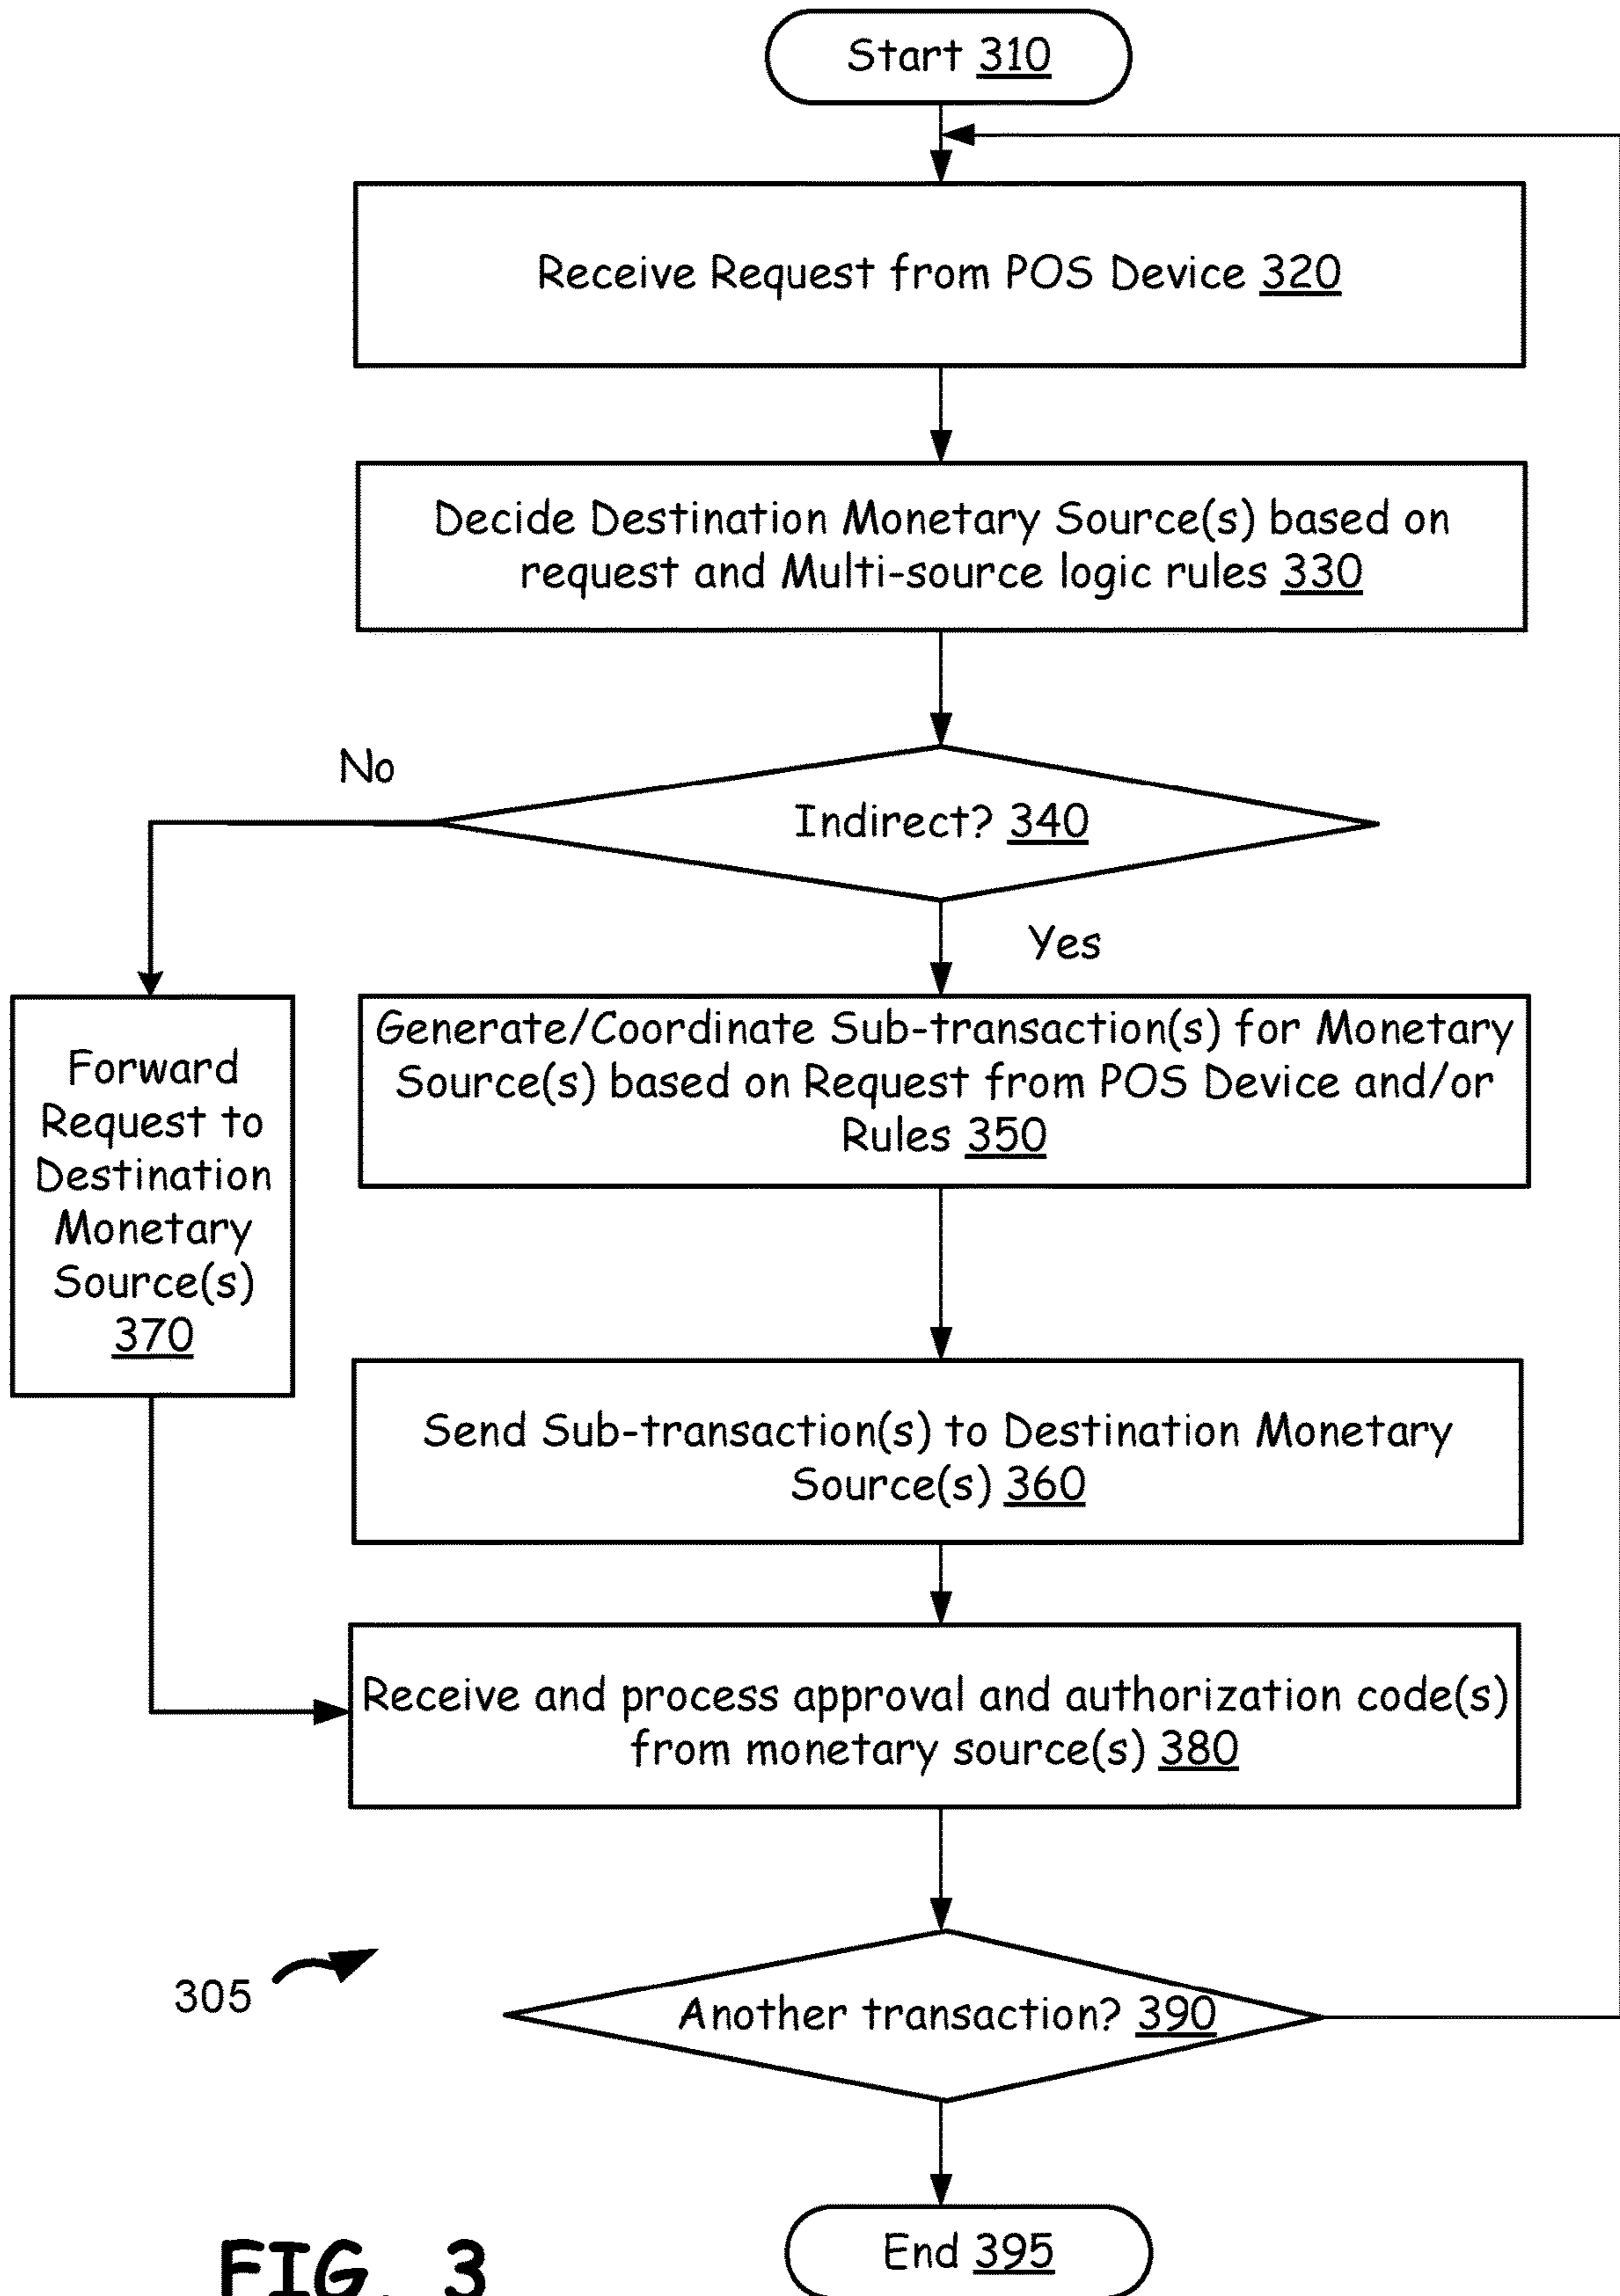 Start 310
Receive Request from POS Device 320
Decide Destination Monetary Source(s) based on
request and Multi-source logic rules 330
No
Indirect? 340
Yes
Forward
Request to
Destination
Monetary
Source(s)
370
Generate/Coordinate Sub-transaction(s) for Monetary
Source(s) based on Request from POS Device and/or
Rules 350
Send Sub-transaction(s) to Destination Monetary
Source(s) 360
Receive and process approval and authorization code(s)
from monetary source(s) 380
305
Another transaction? 390
End 395
FIG. 3